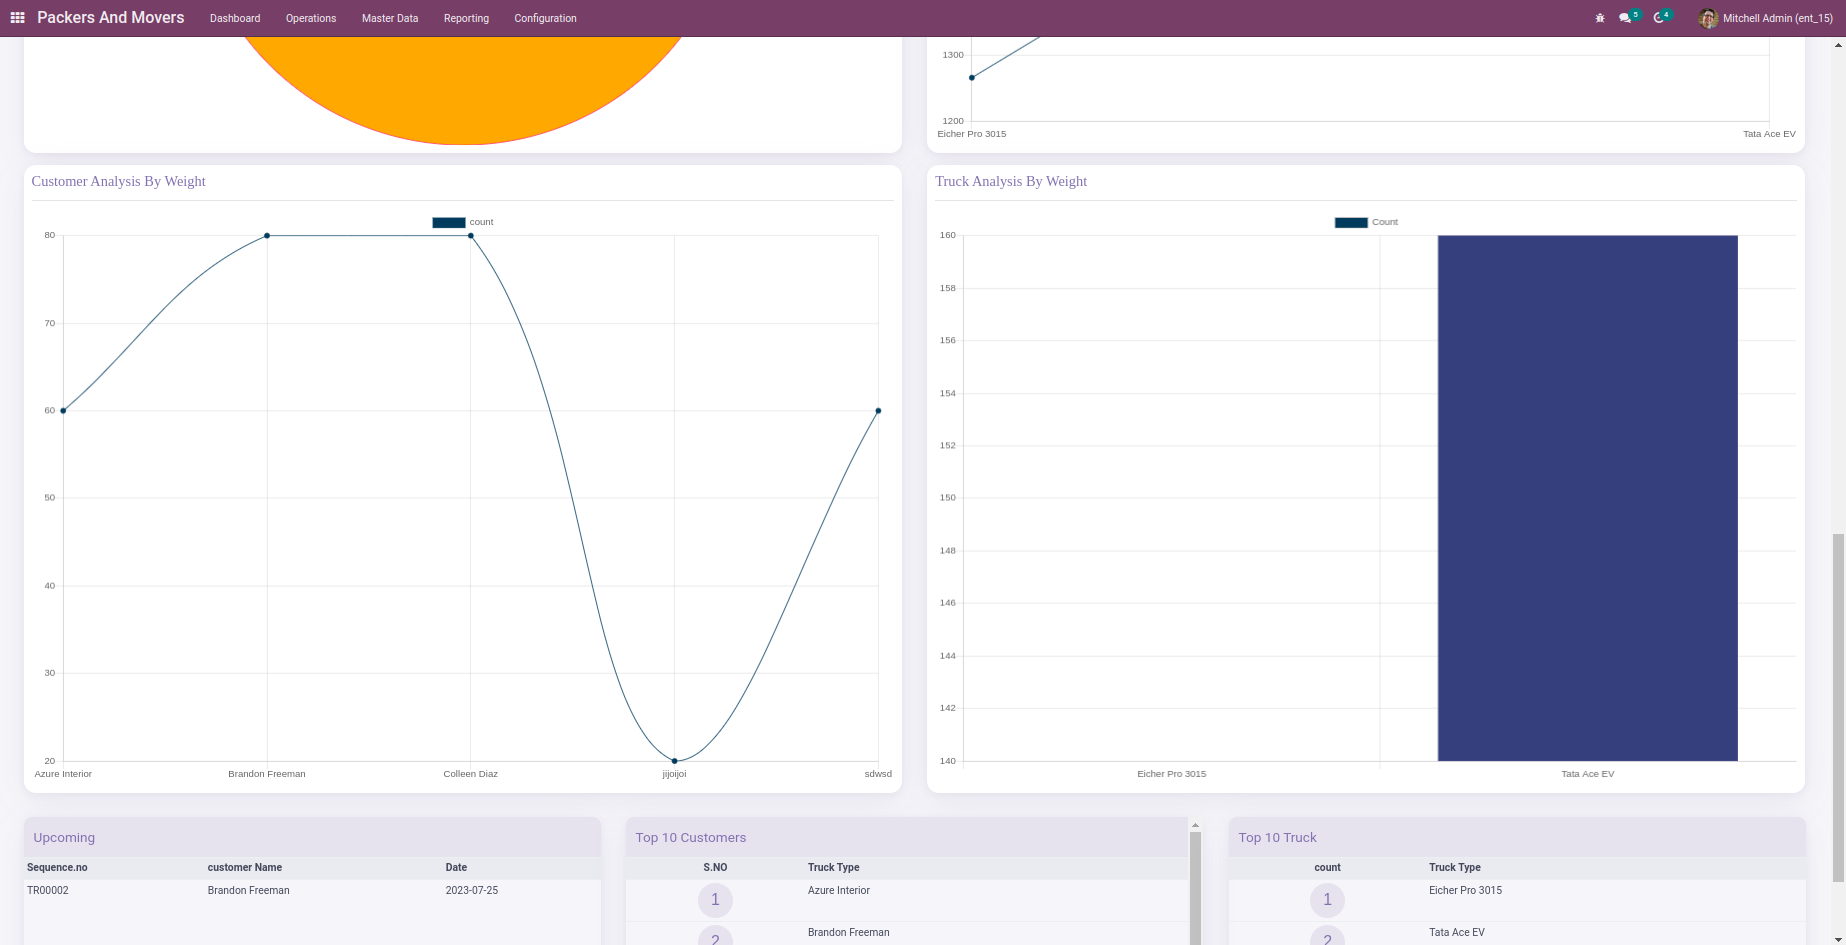 Packers And Movers Dashboard Operations Master Data Reporting Configuration 5 4 Mitchell Admin (ent_15)
1300
1200
Eicher Pro 3015 Tata Ace EV
Customer Analysis By Weight
count
80
70
60
50
40
30
20
Azure Interior Brandon Freeman Colleen Diaz jijoijoi sdwsd
Truck Analysis By Weight
Count
160
158
156
154
152
150
148
146
144
142
140
Eicher Pro 3015 Tata Ace EV
Upcoming
Sequence.no customer Name Date
TR00002 Brandon Freeman 2023-07-25
Top 10 Customers
S.NO Truck Type
1 Azure Interior
2 Brandon Freeman
Top 10 Truck
count Truck Type
1 Eicher Pro 3015
2 Tata Ace EV